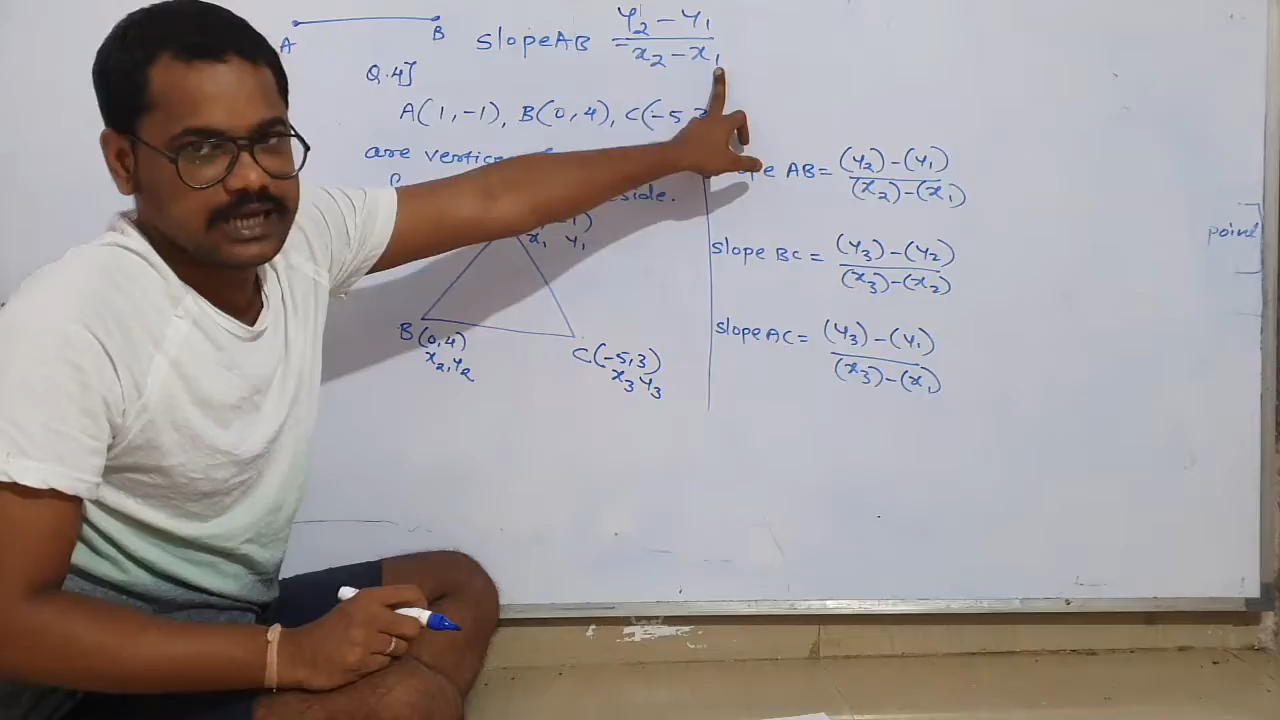 A B
slope AB = y₂ - y₁ / x₂ - x₁
Q.4]
A(1,-1), B(0,4), C(-5,3
are
side.
x₁ y₁
B(0,4)
x₂,y₂
C(-5,3)
x₃ y₃
AB = (y₂)-(y₁) / (x₂)-(x₁)
slope BC = (y₃)-(y₂) / (x₃)-(x₂)
slope AC = (y₃)-(y₁) / (x₃)-(x₁)
point